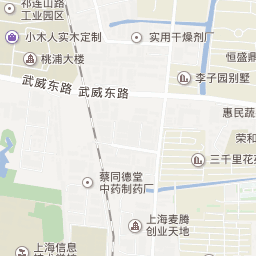 祁连山路
工业园区
小木人实木定制
实用干燥剂厂
恒盛鼎
桃浦大楼
李子园别墅
武威东路 武威东路
惠民蔬
荣和
三千里花
蔡同德堂
中药制药厂
上海麦腾
创业天地
上海信息